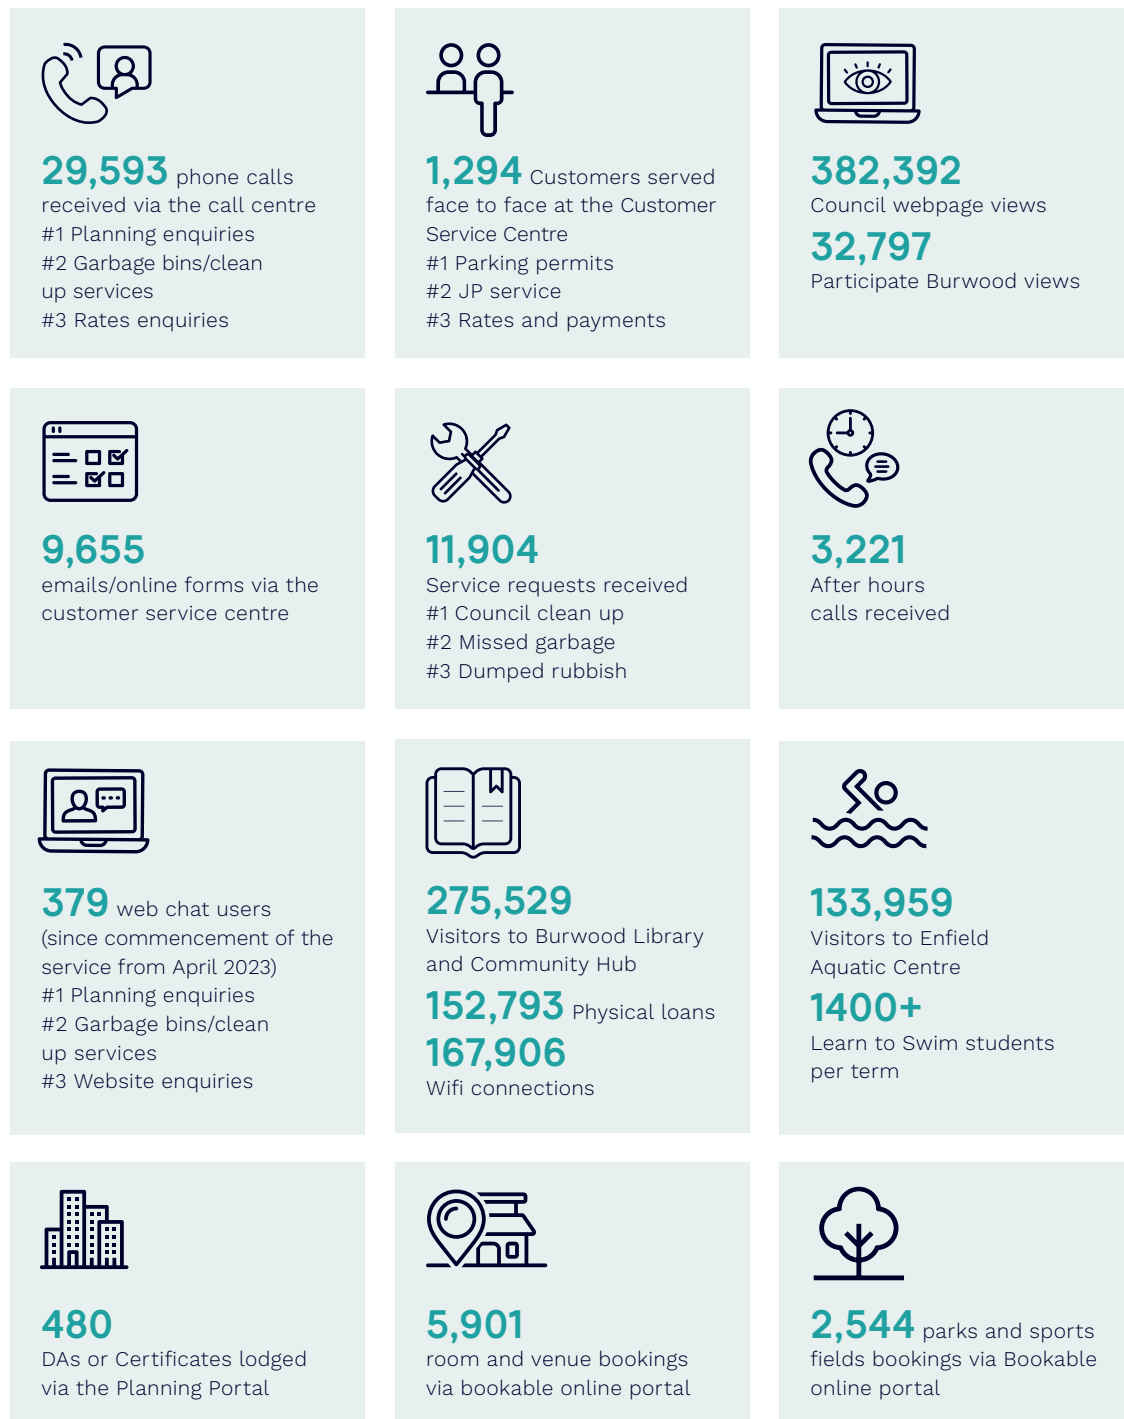 29,593 phone calls
received via the call centre
#1 Planning enquiries
#2 Garbage bins/clean
up services
#3 Rates enquiries
1,294 Customers served
face to face at the Customer
Service Centre
#1 Parking permits
#2 JP service
#3 Rates and payments
382,392
Council webpage views
32,797
Participate Burwood views
9,655
emails/online forms via the
customer service centre
11,904
Service requests received
#1 Council clean up
#2 Missed garbage
#3 Dumped rubbish
3,221
After hours
calls received
379 web chat users
(since commencement of the
service from April 2023)
#1 Planning enquiries
#2 Garbage bins/clean
up services
#3 Website enquiries
275,529
Visitors to Burwood Library
and Community Hub
152,793 Physical loans
167,906
Wifi connections
133,959
Visitors to Enfield
Aquatic Centre
1400+
Learn to Swim students
per term
480
DAs or Certificates lodged
via the Planning Portal
5,901
room and venue bookings
via bookable online portal
2,544 parks and sports
fields bookings via Bookable
online portal